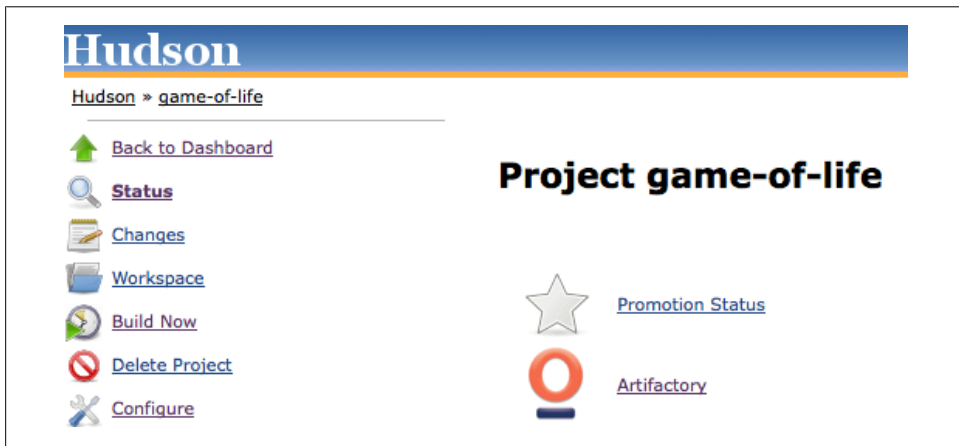 Hudson
Hudson » game-of-life
Back to Dashboard
Status
Changes
Workspace
Build Now
Delete Project
Configure
Project game-of-life
Promotion Status
Artifactory